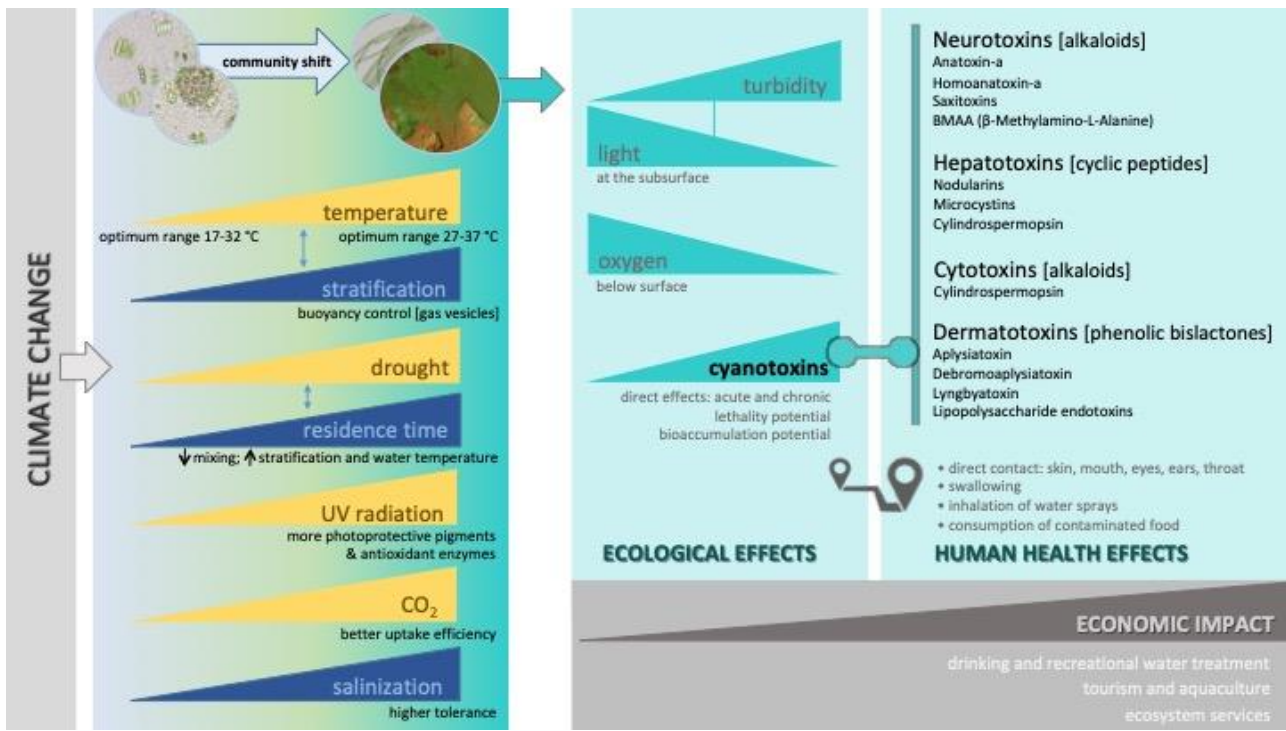 CLIMATE CHANGE
community shift
temperature
optimum range 17-32 °C
optimum range 27-37 °C
stratification
buoyancy control [gas vesicles]
drought
residence time
↓ mixing; ↑ stratification and water temperature
UV radiation
more photoprotective pigments
& antioxidant enzymes
CO₂
better uptake efficiency
salinization
higher tolerance
turbidity
light
at the subsurface
oxygen
below surface
cyanotoxins
direct effects: acute and chronic
lethality potential
bioaccumulation potential
ECOLOGICAL EFFECTS
Neurotoxins [alkaloids]
Anatoxin-a
Homoanatoxin-a
Saxitoxins
BMAA (β-Methylamino-L-Alanine)
Hepatotoxins [cyclic peptides]
Nodularins
Microcystins
Cylindrospermopsin
Cytotoxins [alkaloids]
Cylindrospermopsin
Dermatotoxins [phenolic bislactones]
Aplysiatoxin
Debromoaplysiatoxin
Lyngbyatoxin
Lipopolysaccharide endotoxins
• direct contact: skin, mouth, eyes, ears, throat
• swallowing
• inhalation of water sprays
• consumption of contaminated food
HUMAN HEALTH EFFECTS
ECONOMIC IMPACT
drinking and recreational water treatment
tourism and aquaculture
ecosystem services